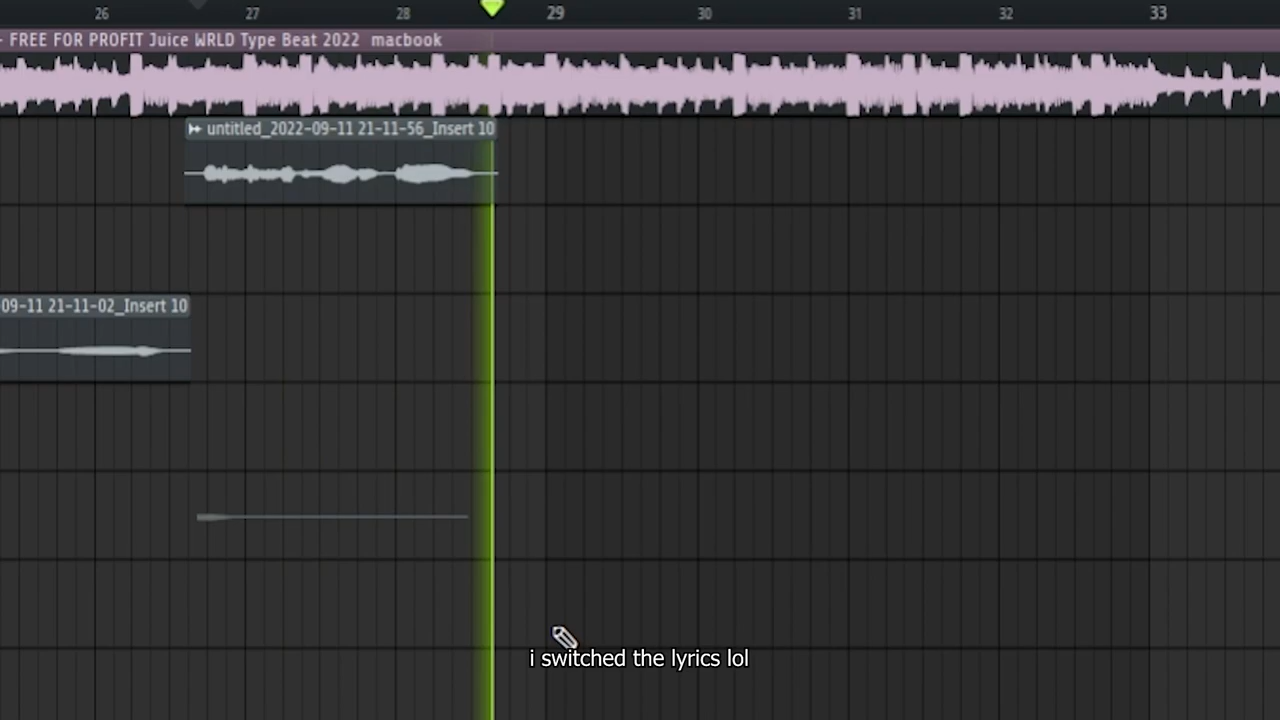 26 27 28 29 30 31 32 33
- FREE FOR PROFIT Juice WRLD Type Beat 2022 macbook
untitled_2022-09-11 21-11-56_Insert 10
09-11 21-11-02_Insert 10
i switched the lyrics lol